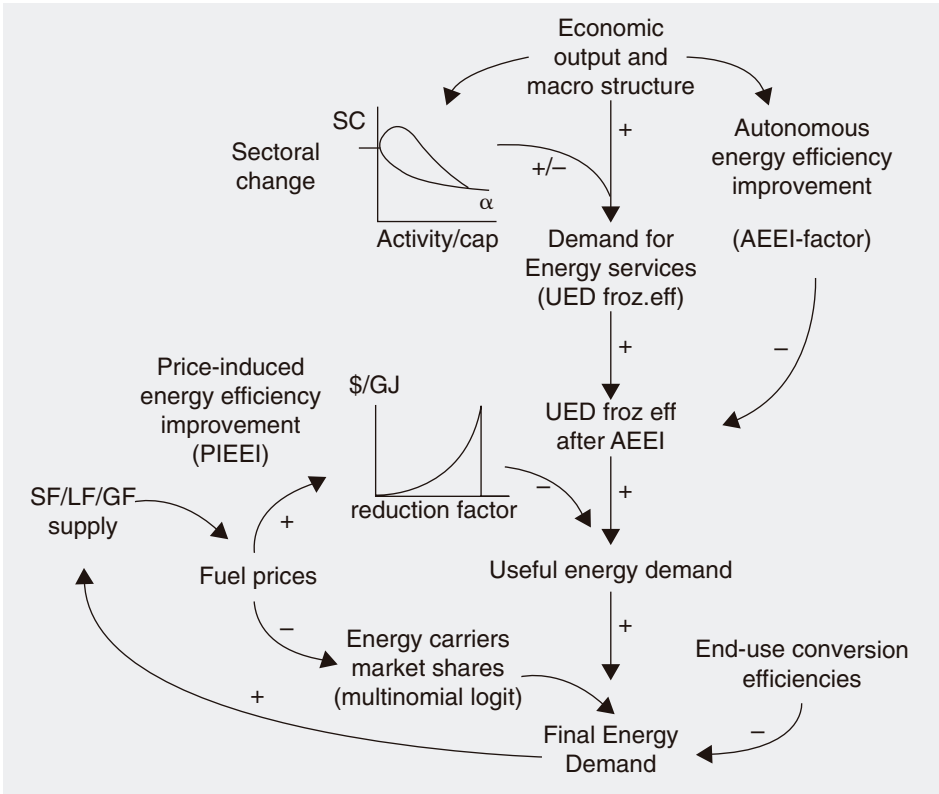 Economic
output and
macro structure
SC
+
Autonomous
energy efficiency
improvement
Sectoral
change
+/–
α
Activity/cap
Demand for
Energy services
(UED froz.eff)
(AEEI-factor)
+
–
Price-induced
energy efficiency
improvement
(PIEEI)
$/GJ
UED froz eff
after AEEI
SF/LF/GF
supply
+
–
+
reduction factor
Fuel prices
Useful energy demand
–
+
Energy carriers
market shares
(multinomial logit)
End-use conversion
efficiencies
+
–
Final Energy
Demand